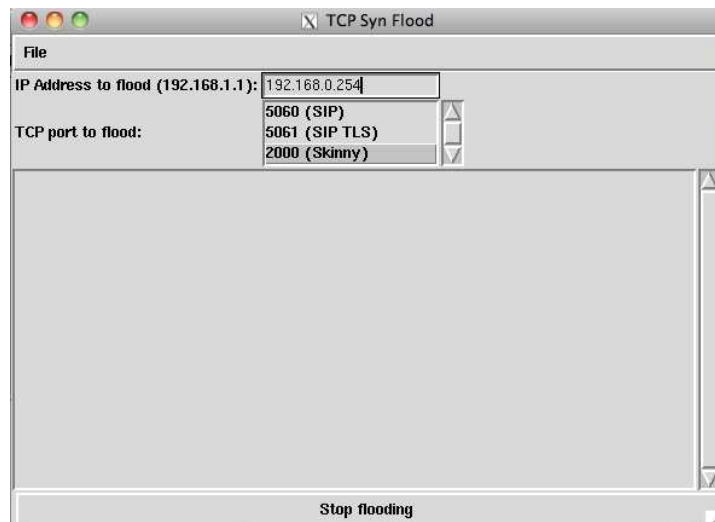 TCP Syn Flood
File
IP Address to flood (192.168.1.1): 192.168.0.254
5060 (SIP)
TCP port to flood: 5061 (SIP TLS)
2000 (Skinny)
Stop flooding